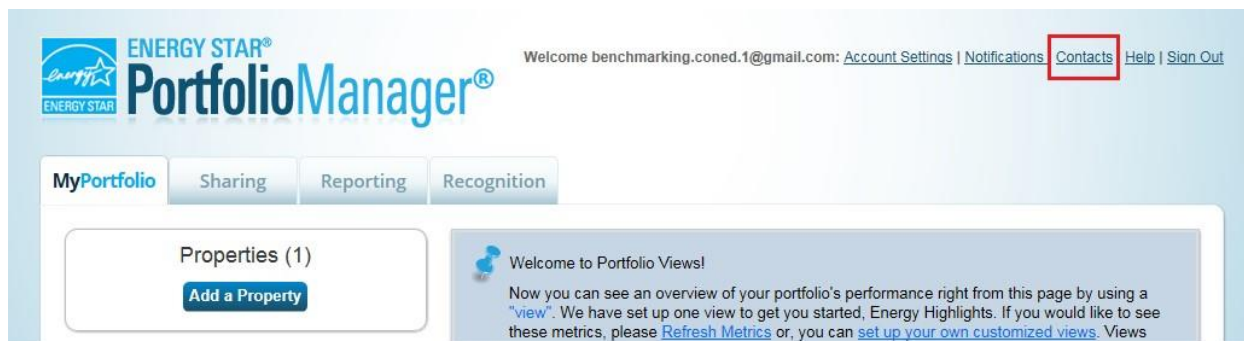 ENERGY STAR®
PortfolioManager®
energy
ENERGY STAR
Welcome benchmarking.coned.1@gmail.com: Account Settings | Notifications Contacts Help | Sign Out
MyPortfolio Sharing Reporting Recognition
Properties (1)
Add a Property
Welcome to Portfolio Views!
Now you can see an overview of your portfolio's performance right from this page by using a
"view". We have set up one view to get you started, Energy Highlights. If you would like to see
these metrics, please Refresh Metrics or, you can set up your own customized views. Views